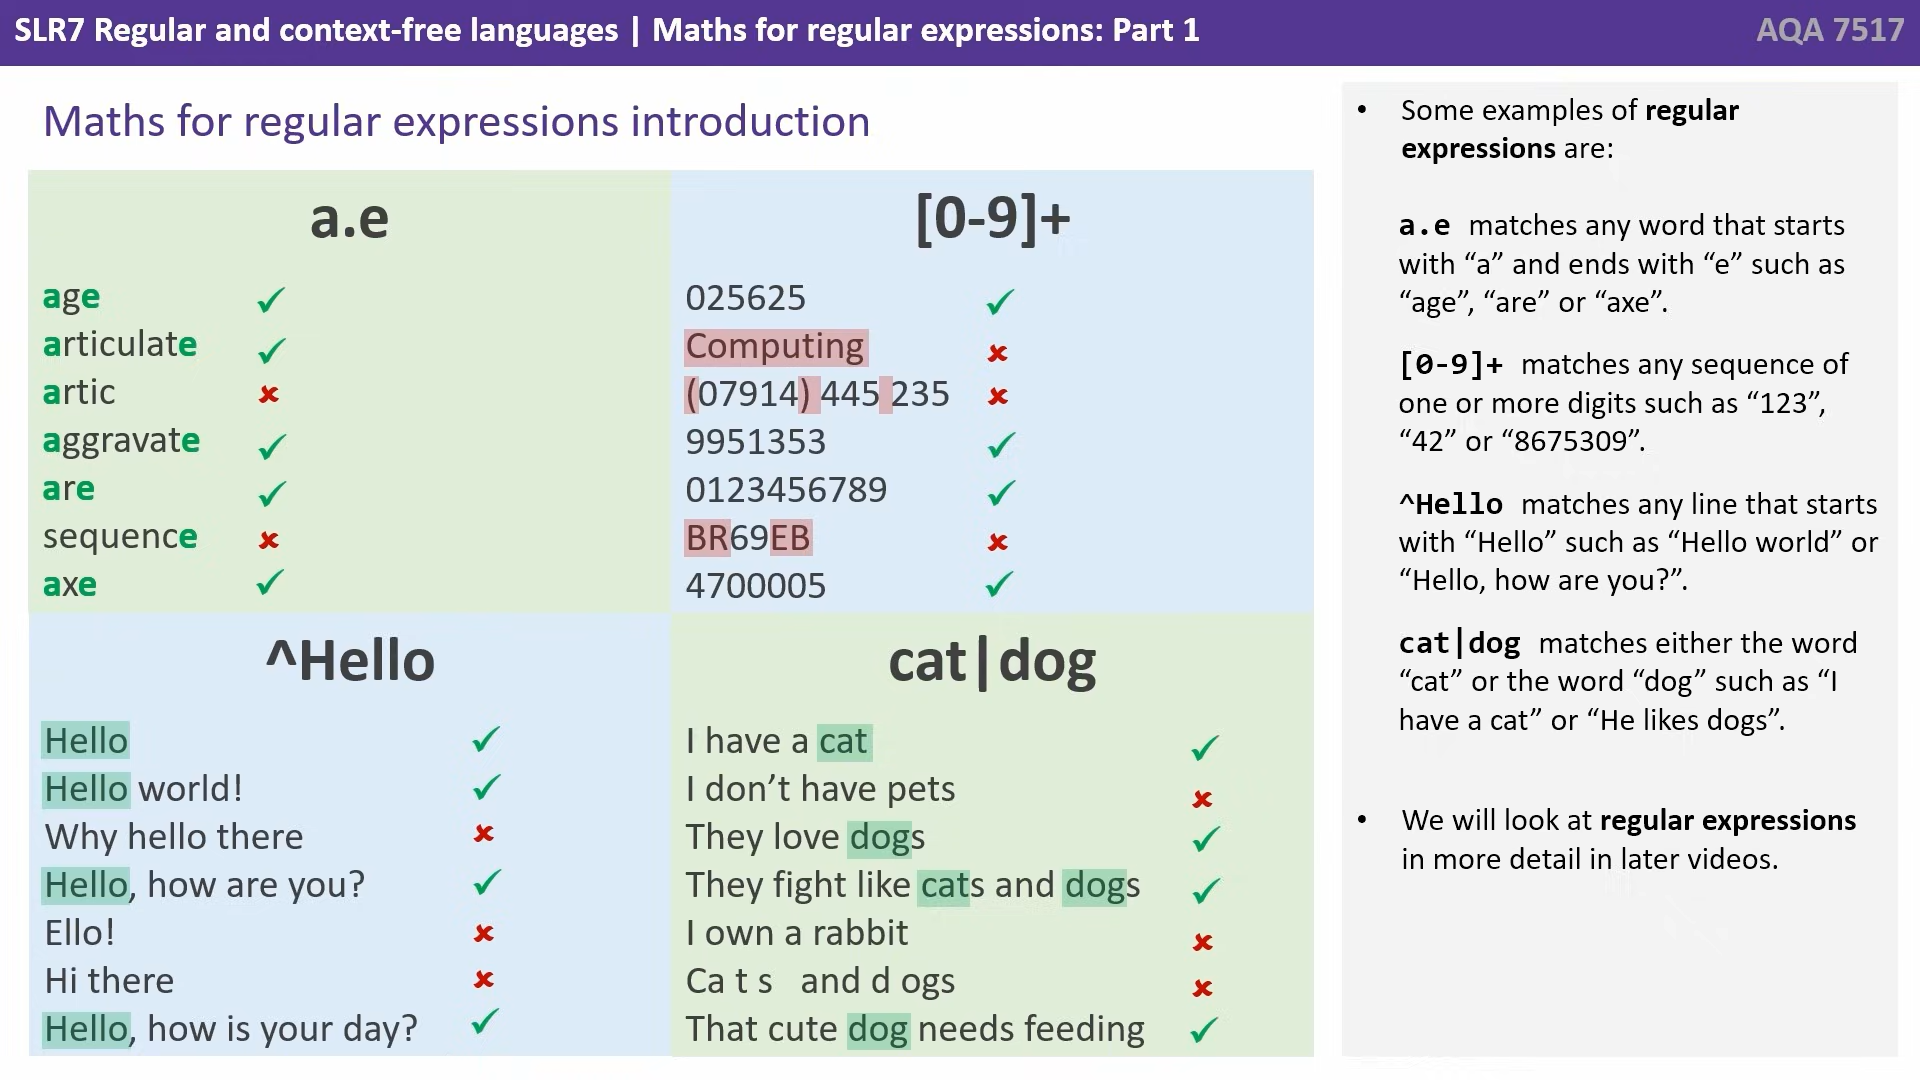 SLR7 Regular and context-free languages | Maths for regular expressions: Part 1
AQA 7517
Maths for regular expressions introduction
a.e
age
articulate
artic
aggravate
are
sequence
axe
[0-9]+
025625
Computing
(07914) 445 235
9951353
0123456789
BR69EB
4700005
^Hello
Hello
Hello world!
Why hello there
Hello, how are you?
Ello!
Hi there
Hello, how is your day?
cat|dog
I have a cat
I don’t have pets
They love dogs
They fight like cats and dogs
I own a rabbit
Ca t s and d ogs
That cute dog needs feeding
• Some examples of regular
expressions are:
a.e matches any word that starts
with “a” and ends with “e” such as
“age”, “are” or “axe”.
[0-9]+ matches any sequence of
one or more digits such as “123”,
“42” or “8675309”.
^Hello matches any line that starts
with “Hello” such as “Hello world” or
“Hello, how are you?”.
cat|dog matches either the word
“cat” or the word “dog” such as “I
have a cat” or “He likes dogs”.
• We will look at regular expressions
in more detail in later videos.